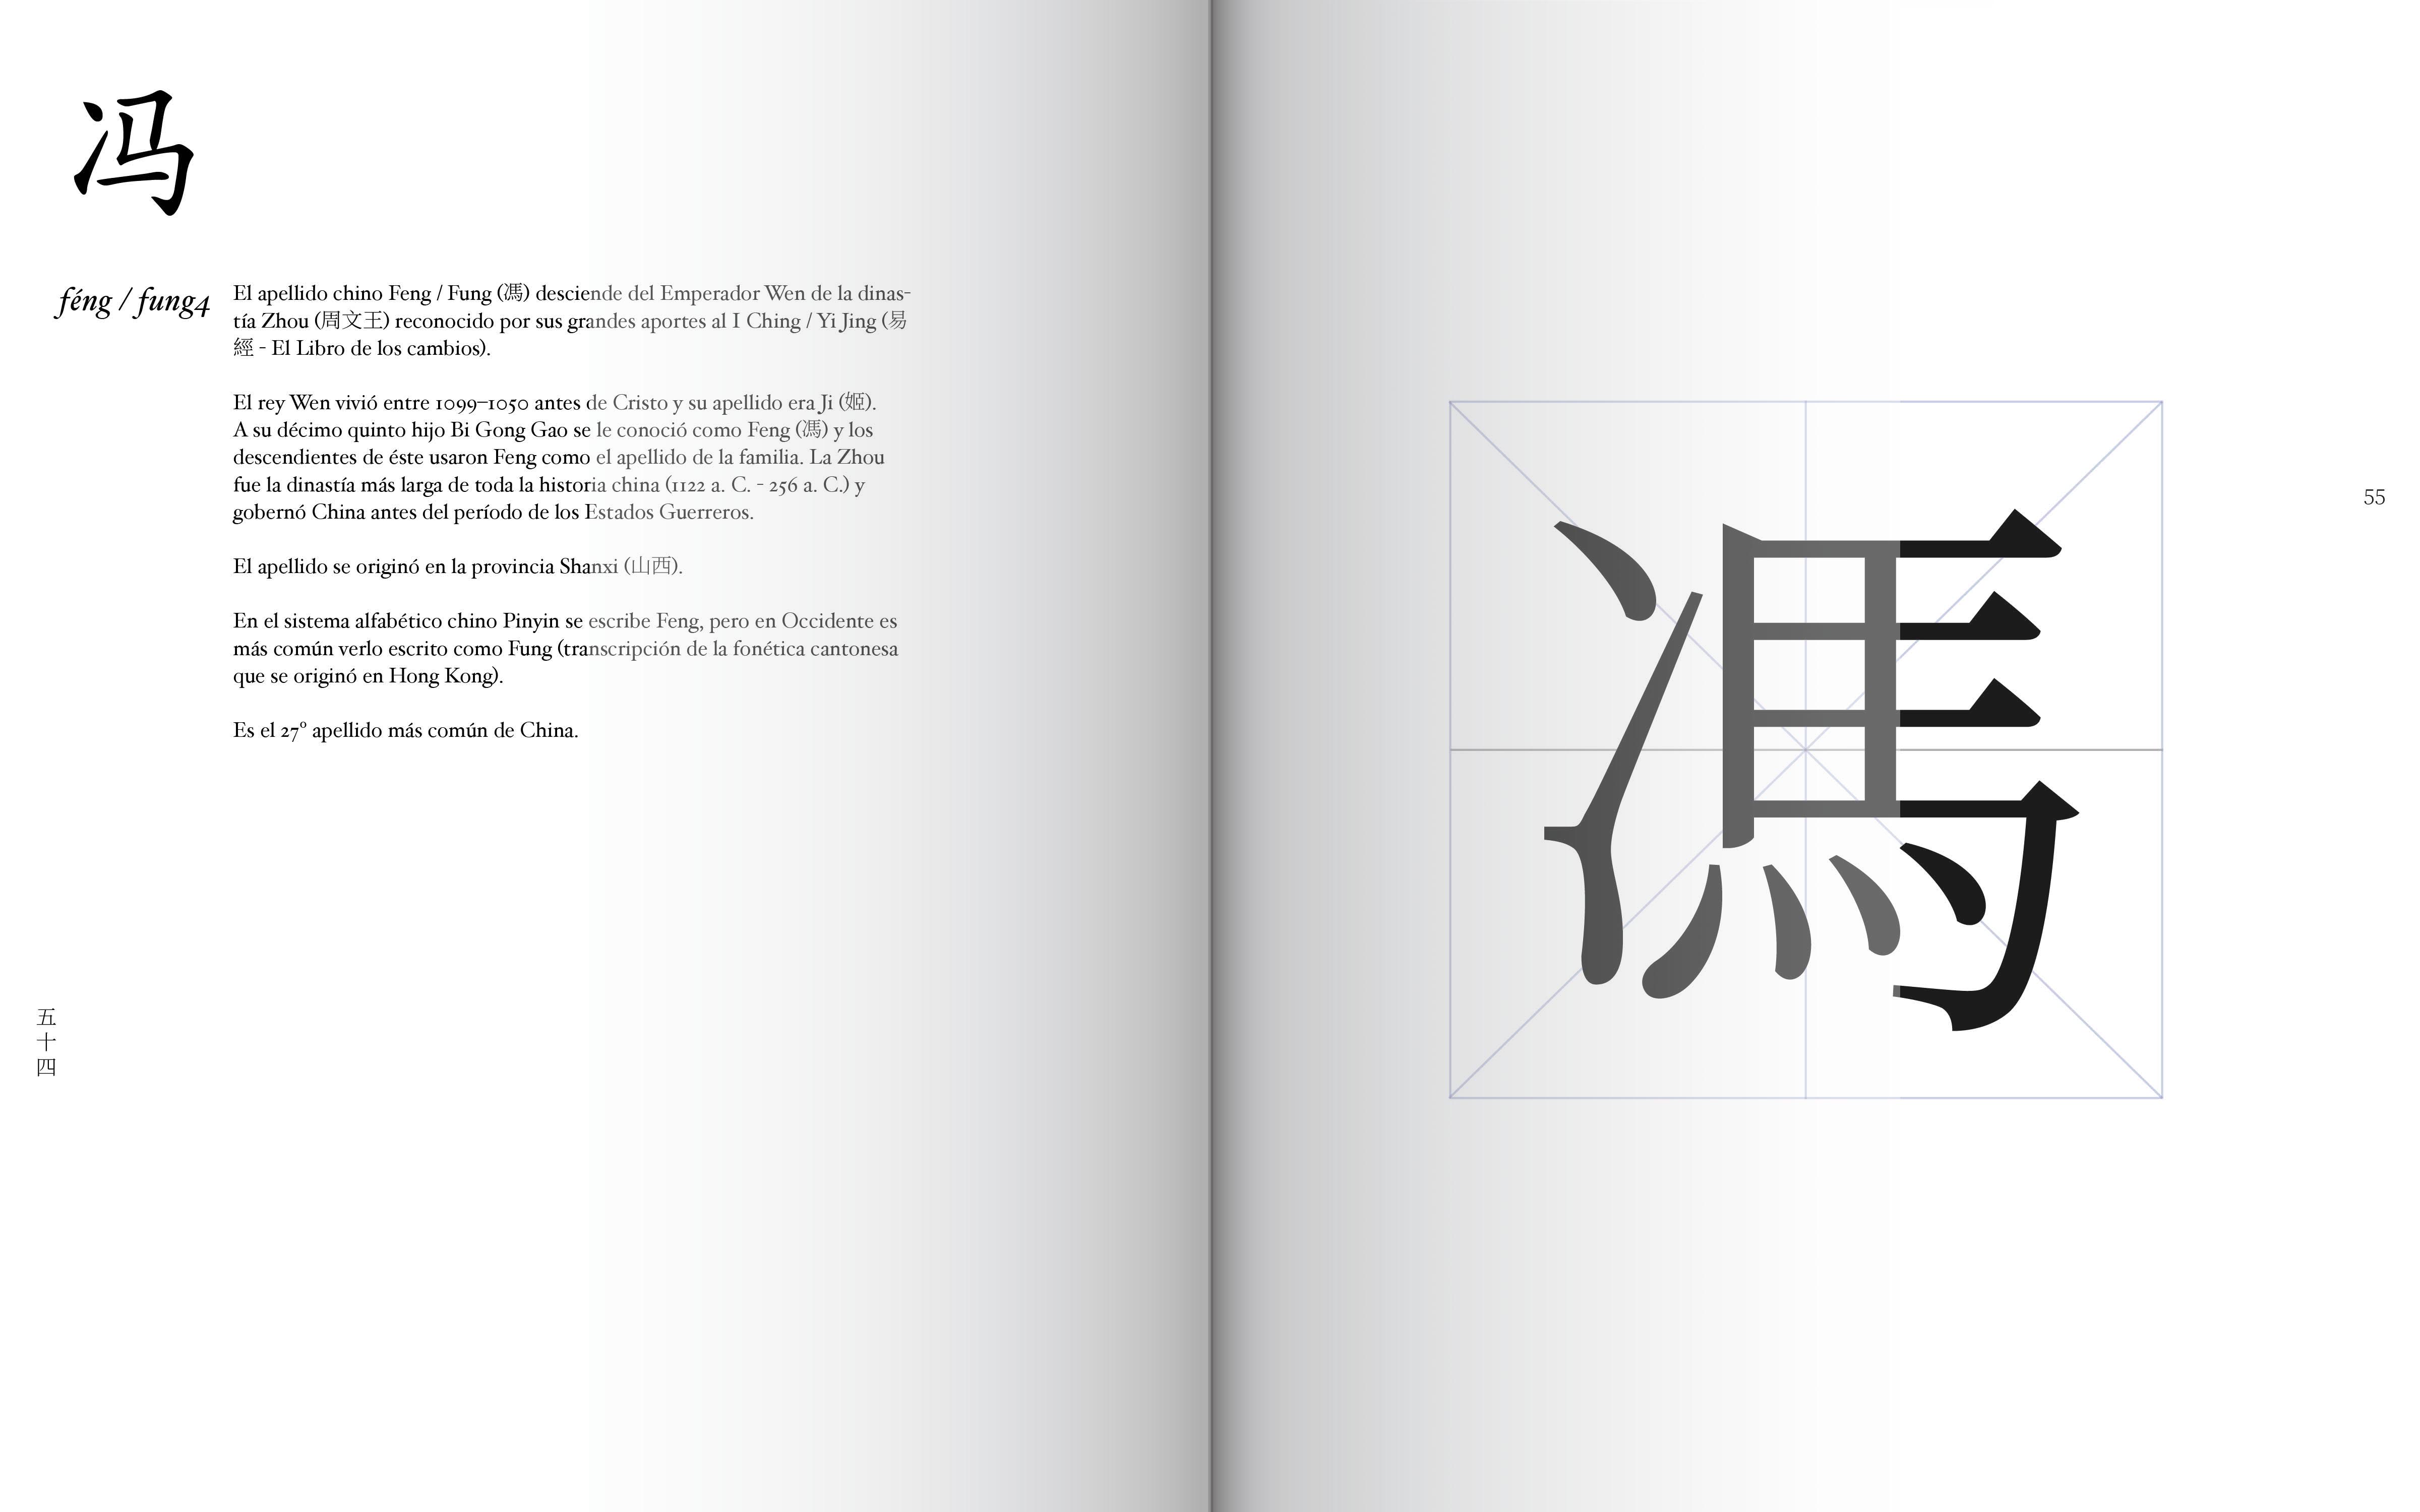 冯
féng / fung4
El apellido chino Feng / Fung (馮) desciende del Emperador Wen de la dinas-
tía Zhou (周文王) reconocido por sus grandes aportes al I Ching / Yi Jing (易
經 - El Libro de los cambios).
El rey Wen vivió entre 1099–1050 antes de Cristo y su apellido era Ji (姬).
A su décimo quinto hijo Bi Gong Gao se le conoció como Feng (馮) y los
descendientes de éste usaron Feng como el apellido de la familia. La Zhou
fue la dinastía más larga de toda la historia china (1122 a. C. - 256 a. C.) y
gobernó China antes del período de los Estados Guerreros.
El apellido se originó en la provincia Shanxi (山西).
En el sistema alfabético chino Pinyin se escribe Feng, pero en Occidente es
más común verlo escrito como Fung (transcripción de la fonética cantonesa
que se originó en Hong Kong).
Es el 27º apellido más común de China.
五十四
馮
55